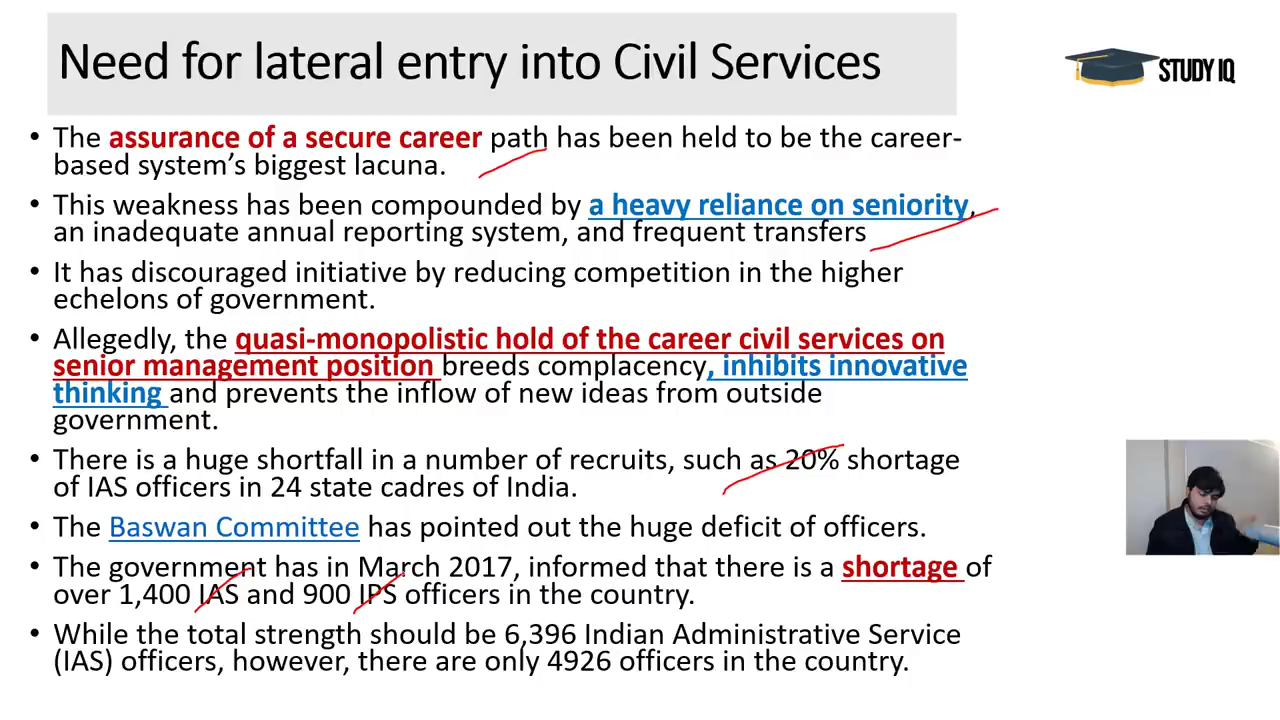 Need for lateral entry into Civil Services
STUDY IQ
• The assurance of a secure career path has been held to be the career-
based system’s biggest lacuna.
• This weakness has been compounded by a heavy reliance on seniority,
an inadequate annual reporting system, and frequent transfers
• It has discouraged initiative by reducing competition in the higher
echelons of government.
• Allegedly, the quasi-monopolistic hold of the career civil services on
senior management position breeds complacency, inhibits innovative
thinking and prevents the inflow of new ideas from outside
government.
• There is a huge shortfall in a number of recruits, such as 20% shortage
of IAS officers in 24 state cadres of India.
• The Baswan Committee has pointed out the huge deficit of officers.
• The government has in March 2017, informed that there is a shortage of
over 1,400 IAS and 900 IPS officers in the country.
• While the total strength should be 6,396 Indian Administrative Service
(IAS) officers, however, there are only 4926 officers in the country.